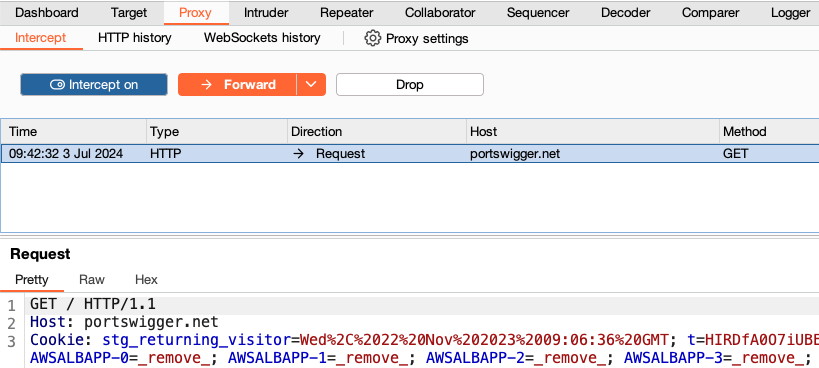 Dashboard Target Proxy Intruder Repeater Collaborator Sequencer Decoder Comparer Logger
Intercept HTTP history WebSockets history Proxy settings
Intercept on → Forward Drop
Time Type Direction Host Method
09:42:32 3 Jul 2024 HTTP → Request portswigger.net GET
Request
Pretty Raw Hex
1 GET / HTTP/1.1
2 Host: portswigger.net
3 Cookie: stg_returning_visitor=Wed%2C%2022%20Nov%202023%2009:06:36%20GMT; t=HIRDfA0O7iUBE
AWSALBAPP-0=_remove_; AWSALBAPP-1=_remove_; AWSALBAPP-2=_remove_; AWSALBAPP-3=_remove_;